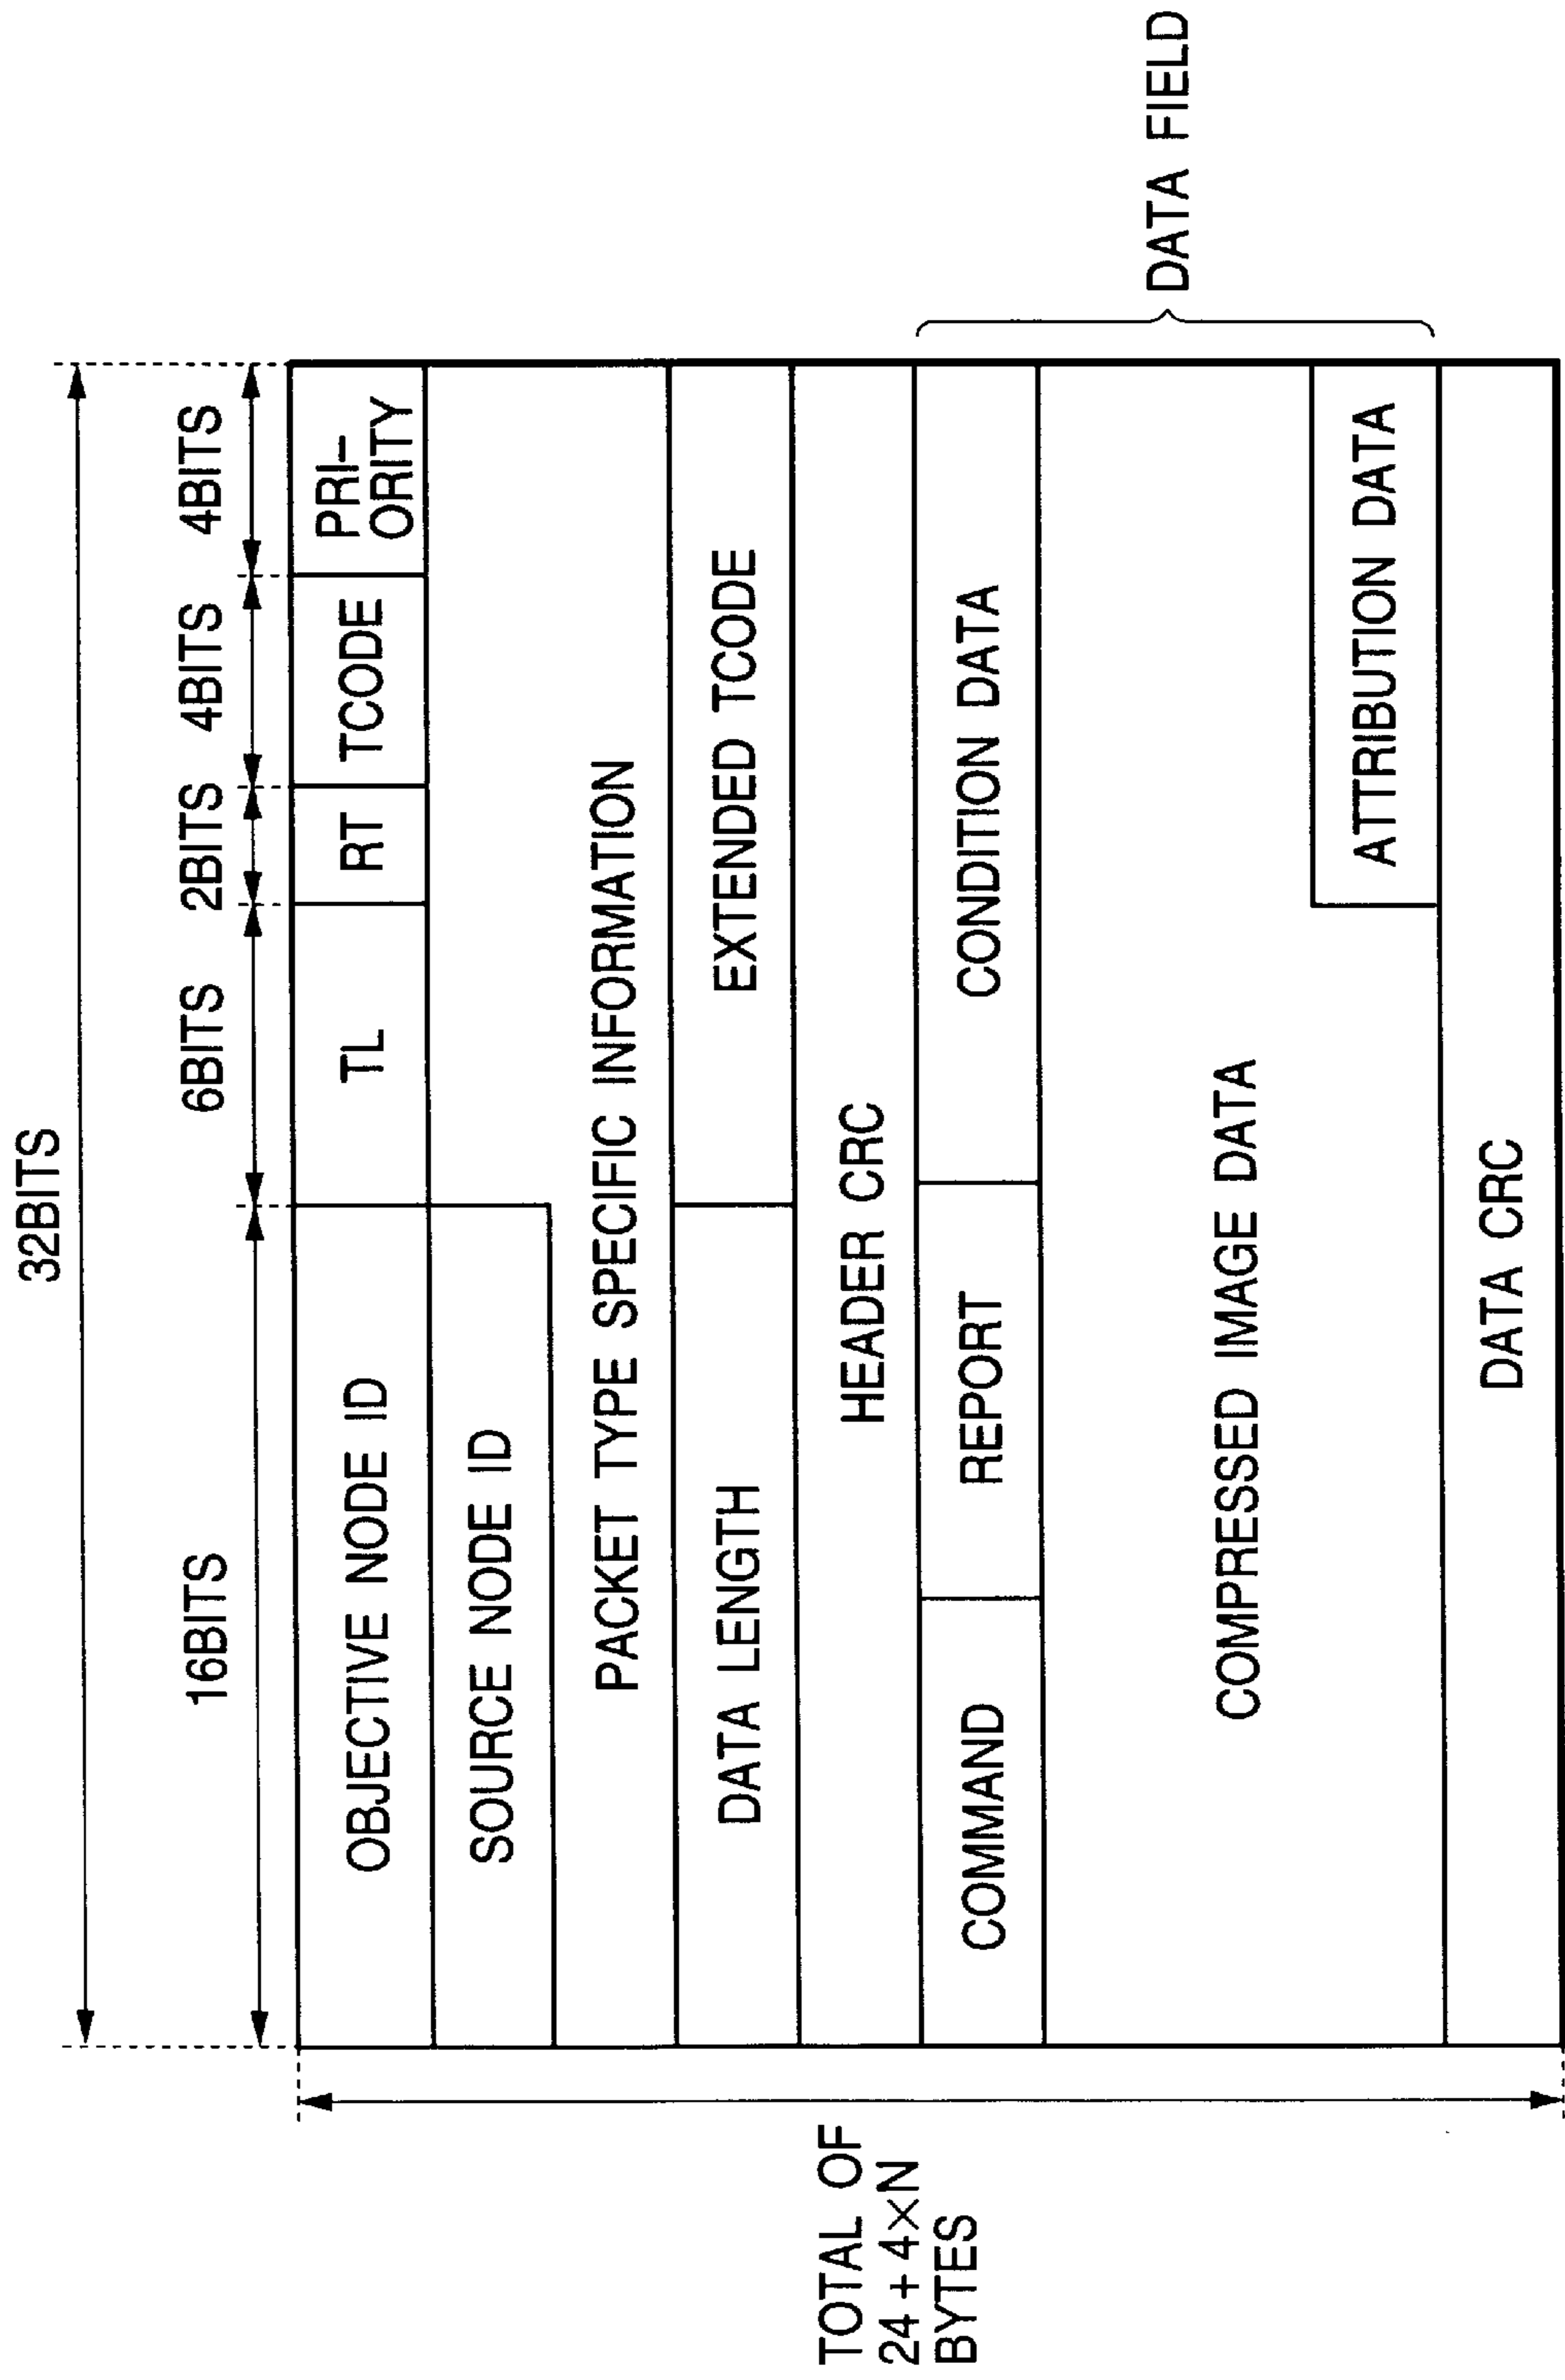 32BITS
16BITS
6BITS
2BITS
4BITS
4BITS
OBJECTIVE NODE ID
TL
RT
TCODE
PRI-
ORITY
SOURCE NODE ID
PACKET TYPE SPECIFIC INFORMATION
DATA LENGTH
EXTENDED TCODE
HEADER CRC
COMMAND
REPORT
CONDITION DATA
COMPRESSED IMAGE DATA
ATTRIBUTION DATA
DATA CRC
TOTAL OF
24 + 4×N
BYTES
DATA FIELD